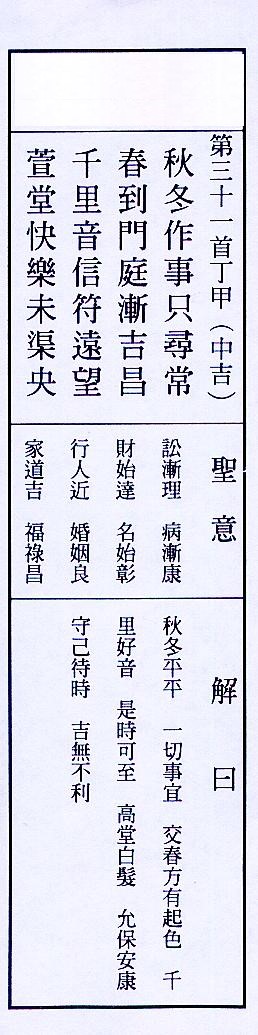 第三十一首丁甲（中吉）
秋冬作事只尋常
春到門庭漸吉昌
千里音信符遠望
萱堂快樂未渠央
聖意
訟漸理　病漸康
財始達　名始彰
行人近　婚姻良
家道吉　福祿昌
解曰
秋冬平平　一切事宜　交春方有起色　千
里好音　是時可至　高堂白髮　允保安康
守己待時　吉無不利